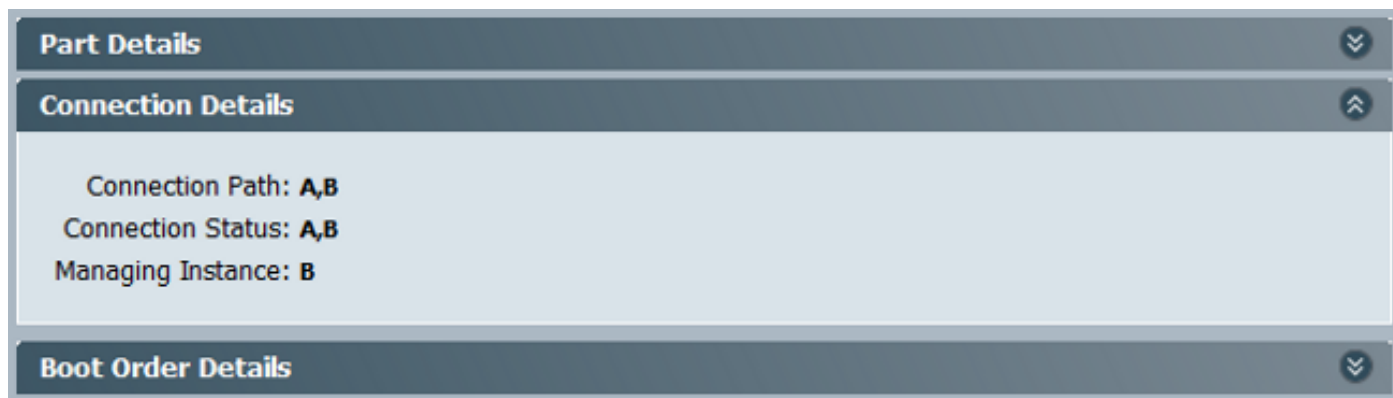 Part Details
Connection Details
Connection Path: A,B
Connection Status: A,B
Managing Instance: B
Boot Order Details